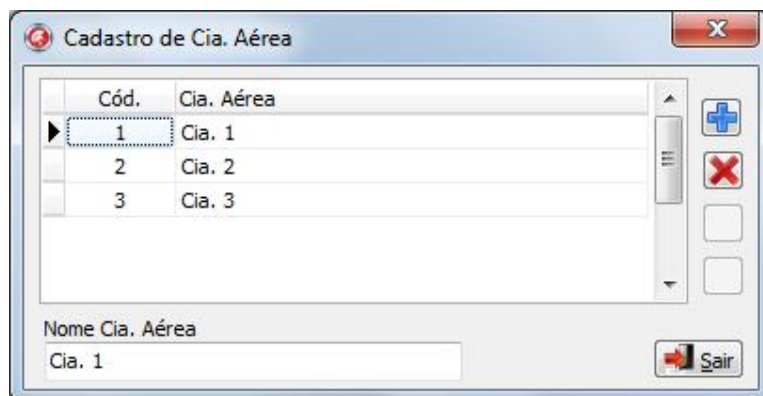 Cadastro de Cia. Aérea
Cód. Cia. Aérea
1 Cia. 1
2 Cia. 2
3 Cia. 3
Nome Cia. Aérea
Cia. 1
Sair